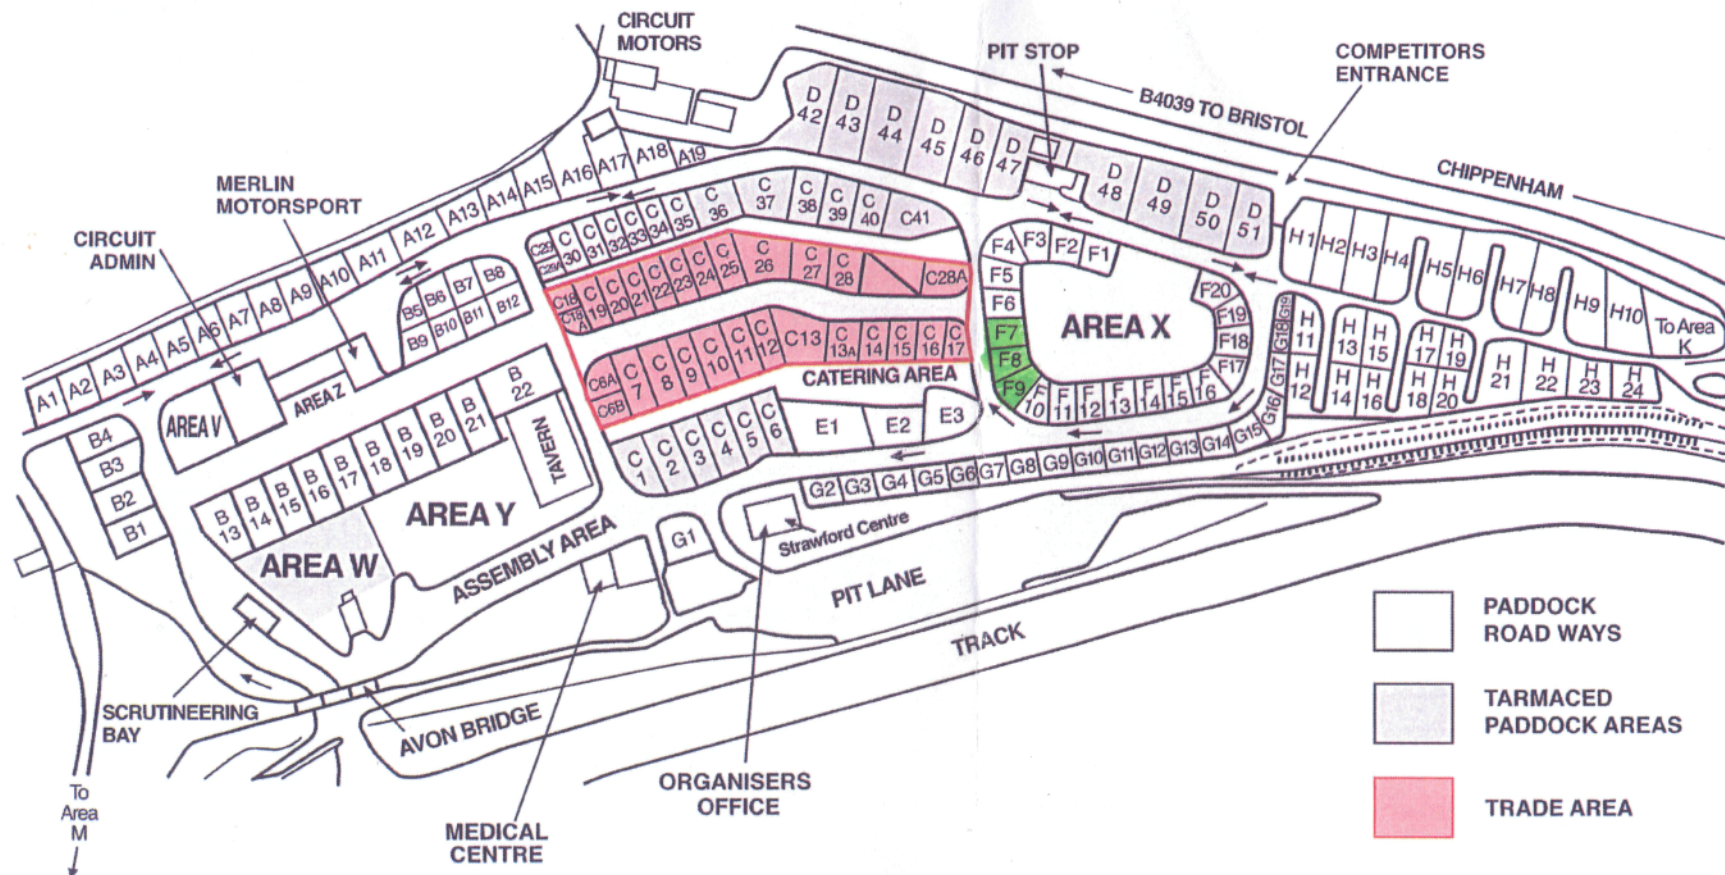 CIRCUIT
MOTORS
PIT STOP
COMPETITORS
ENTRANCE
B4039 TO BRISTOL
CHIPPENHAM
MERLIN
MOTORSPORT
CIRCUIT
ADMIN
A1
A2
A3
A4
A5
A6
A7
A8
A9
A10
A11
A12
A13
A14
A15
A16
A17
A18
A19
D
42
D
43
D
44
D
45
D
46
D
47
D
48
D
49
D
50
D
51
C29
C29A
C
30
C
31
C
32
C
33
C
34
C
35
C
36
C
37
C
38
C
39
C
40
C41
C18
C18
A
C
19
C
20
C
21
C
22
C
23
C
24
C
25
C
26
C
27
C
28
C28A
C6A
C6B
C
7
C
8
C
9
C
10
C
11
C
12
C13
C
13A
C
14
C
15
C
16
C
17
CATERING AREA
C
1
C
2
C
3
C
4
C
5
C
6
E1
E2
E3
F4
F3
F2
F1
F5
F6
F7
F8
F9
F
10
F
11
F
12
F
13
F
14
F
15
F
16
F17
F18
F19
F20
AREA X
H1
H2
H3
H4
H5
H6
H7
H8
H9
H10
To Area
K
H
11
H
12
H
13
H
14
H
15
H
16
H
17
H
18
H
19
H
20
H
21
H
22
H
23
H
24
G19
G18
G17
G16
G15
G14
G13
G12
G11
G10
G9
G8
G7
G6
G5
G4
G3
G2
G1
B5
B6
B7
B8
B9
B10
B11
B12
AREA V
AREA Z
B4
B3
B2
B1
B
13
B
14
B
15
B
16
B
17
B
18
B
19
B
20
B
21
B
22
TAVERN
AREA Y
AREA W
ASSEMBLY AREA
Strawford Centre
PIT LANE
TRACK
SCRUTINEERING
BAY
AVON BRIDGE
To
Area
M
MEDICAL
CENTRE
ORGANISERS
OFFICE
PADDOCK
ROAD WAYS
TARMACED
PADDOCK AREAS
TRADE AREA